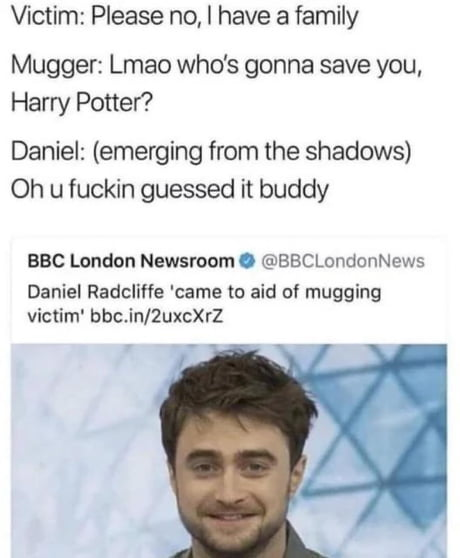 Victim: Please no, I have a family
Mugger: Lmao who's gonna save you,
Harry Potter?
Daniel: (emerging from the shadows)
Oh u fuckin guessed it buddy
BBC London Newsroom @BBCLondonNews
Daniel Radcliffe 'came to aid of mugging
victim' bbc.in/2uxcXrZ